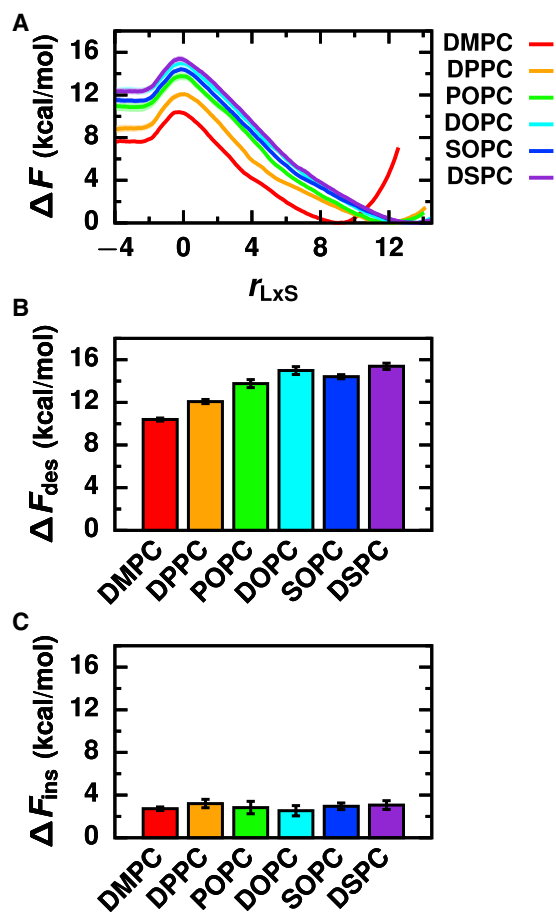 A
ΔF (kcal/mol)
16
12
8
4
0
−4 0 4 8 12
rLxS
DMPC
DPPC
POPC
DOPC
SOPC
DSPC
B
ΔFdes (kcal/mol)
16
12
8
4
0
DMPC DPPC POPC DOPC SOPC DSPC
C
ΔFins (kcal/mol)
16
12
8
4
0
DMPC DPPC POPC DOPC SOPC DSPC